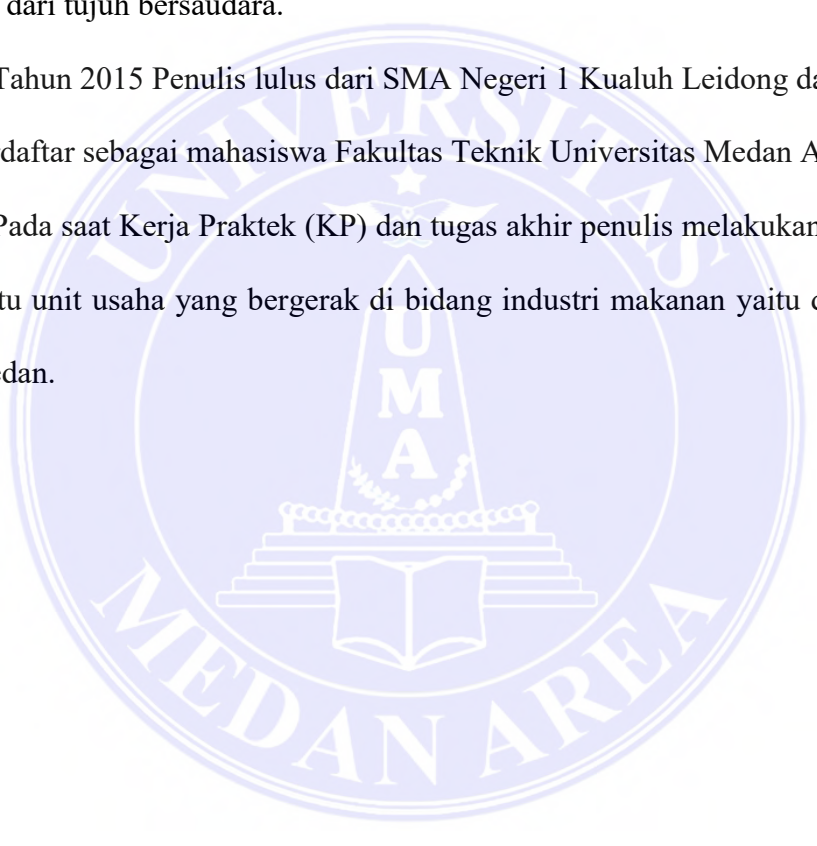 dari tujuh bersaudara.
Tahun 2015 Penulis lulus dari SMA Negeri 1 Kualuh Leidong da
daftar sebagai mahasiswa Fakultas Teknik Universitas Medan A
Pada saat Kerja Praktek (KP) dan tugas akhir penulis melakukan
tu unit usaha yang bergerak di bidang industri makanan yaitu
edan.
UNIVERSITAS
UMA
MEDAN AREA